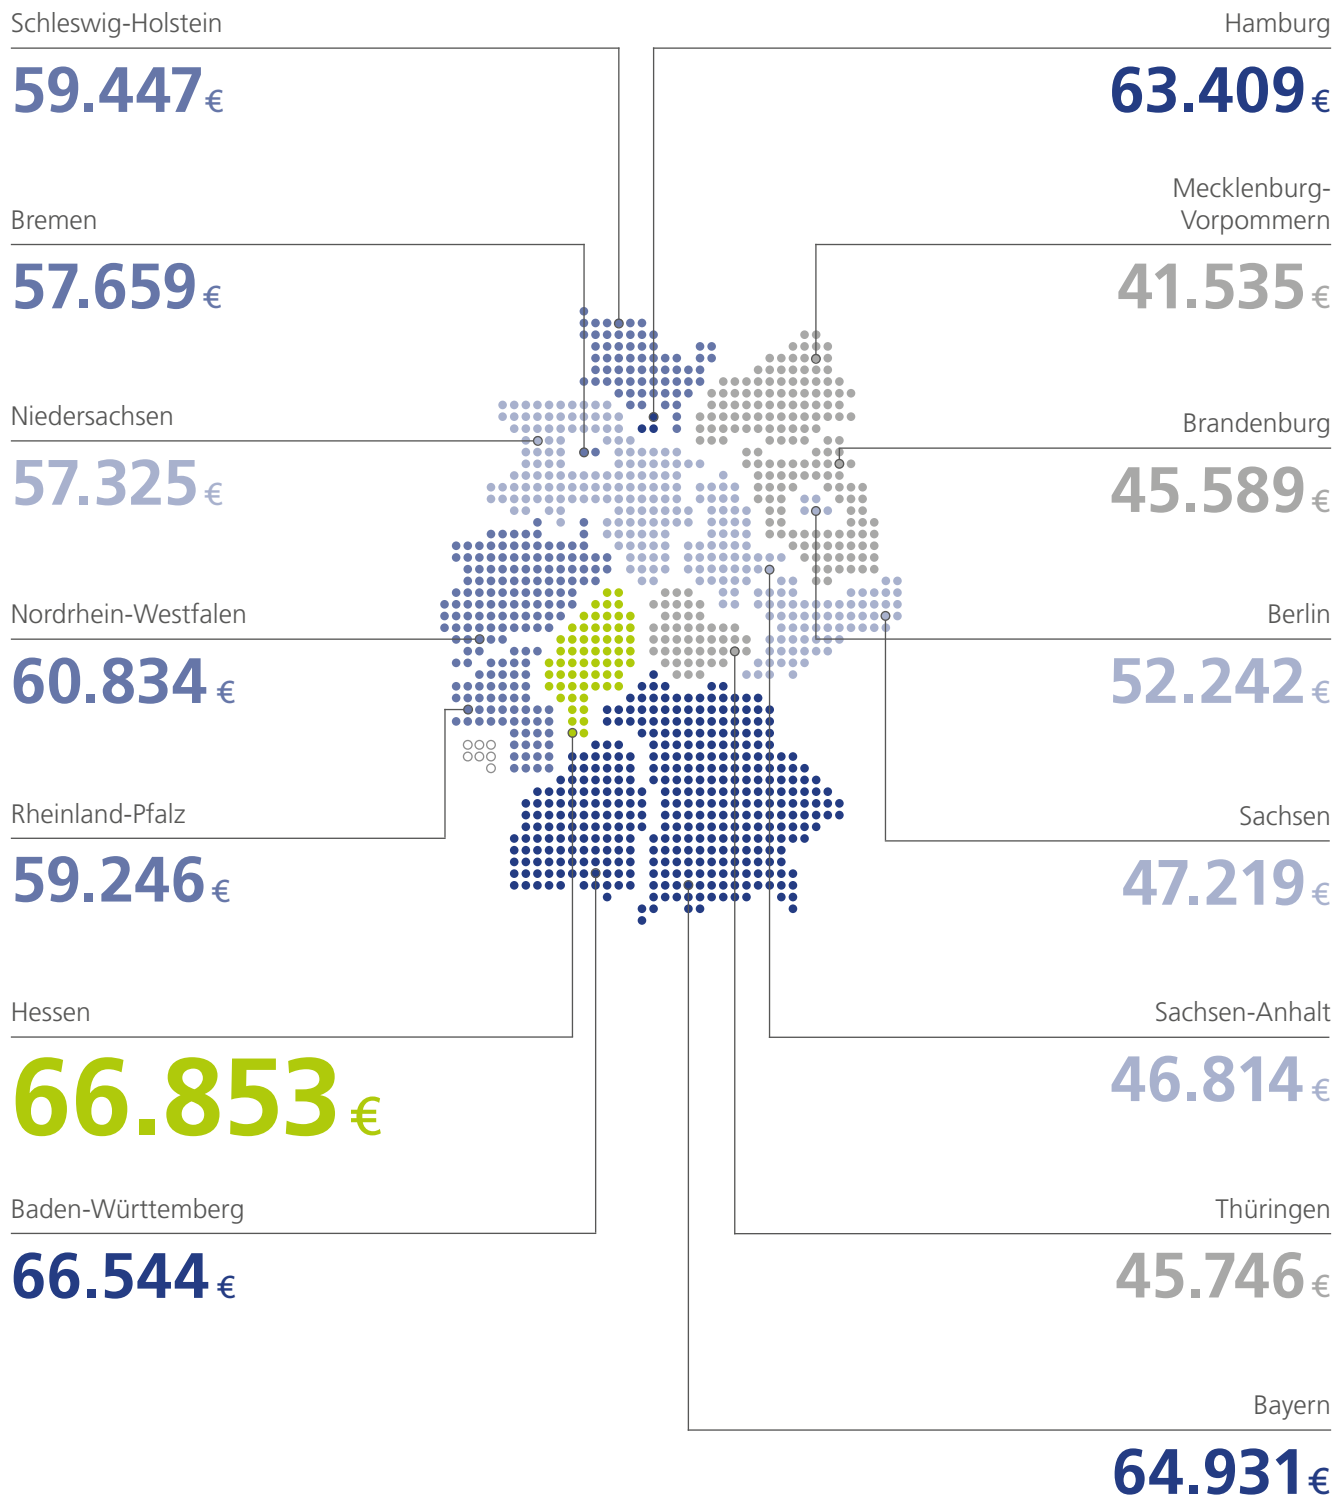 Schleswig-Holstein
59.447 €
Bremen
57.659 €
Niedersachsen
57.325 €
Nordrhein-Westfalen
60.834 €
Rheinland-Pfalz
59.246 €
Hessen
66.853 €
Baden-Württemberg
66.544 €
Hamburg
63.409 €
Mecklenburg-
Vorpommern
41.535 €
Brandenburg
45.589 €
Berlin
52.242 €
Sachsen
47.219 €
Sachsen-Anhalt
46.814 €
Thüringen
45.746 €
Bayern
64.931 €